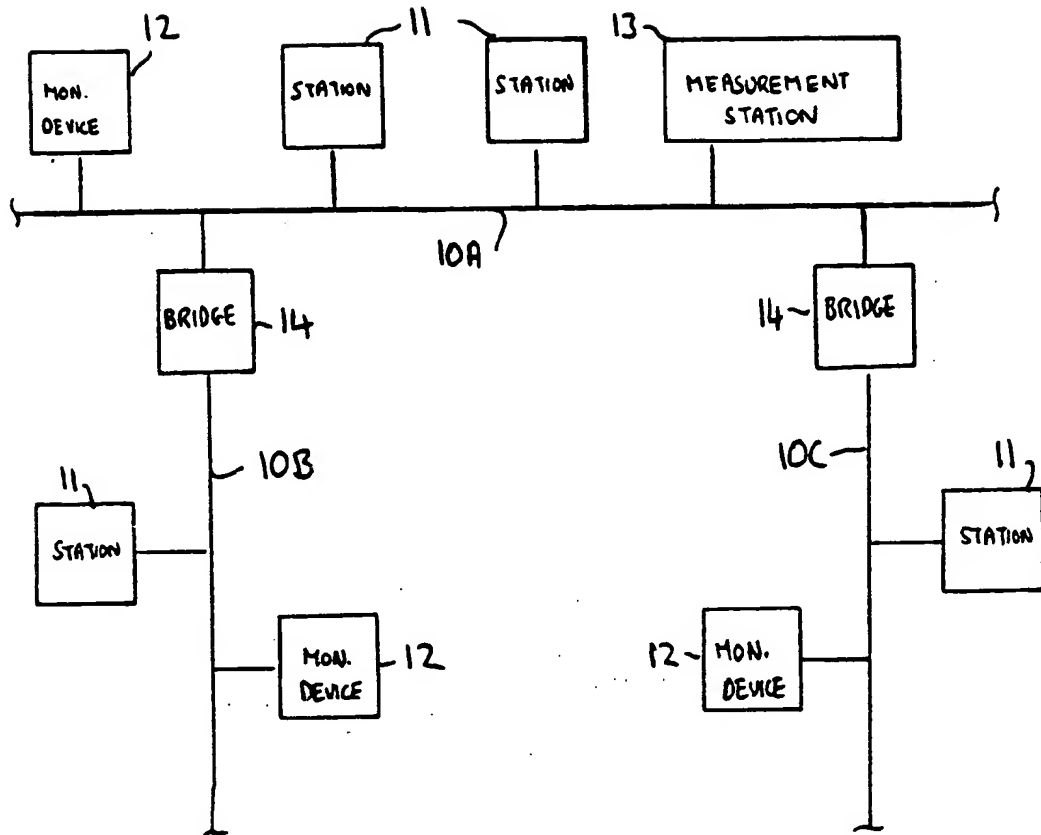 12
11
13
MON.
DEVICE
STATION
STATION
MEASUREMENT
STATION
10A
BRIDGE
14
14
BRIDGE
10B
10C
11
11
STATION
STATION
MON.
DEVICE
12
12
MON.
DEVICE